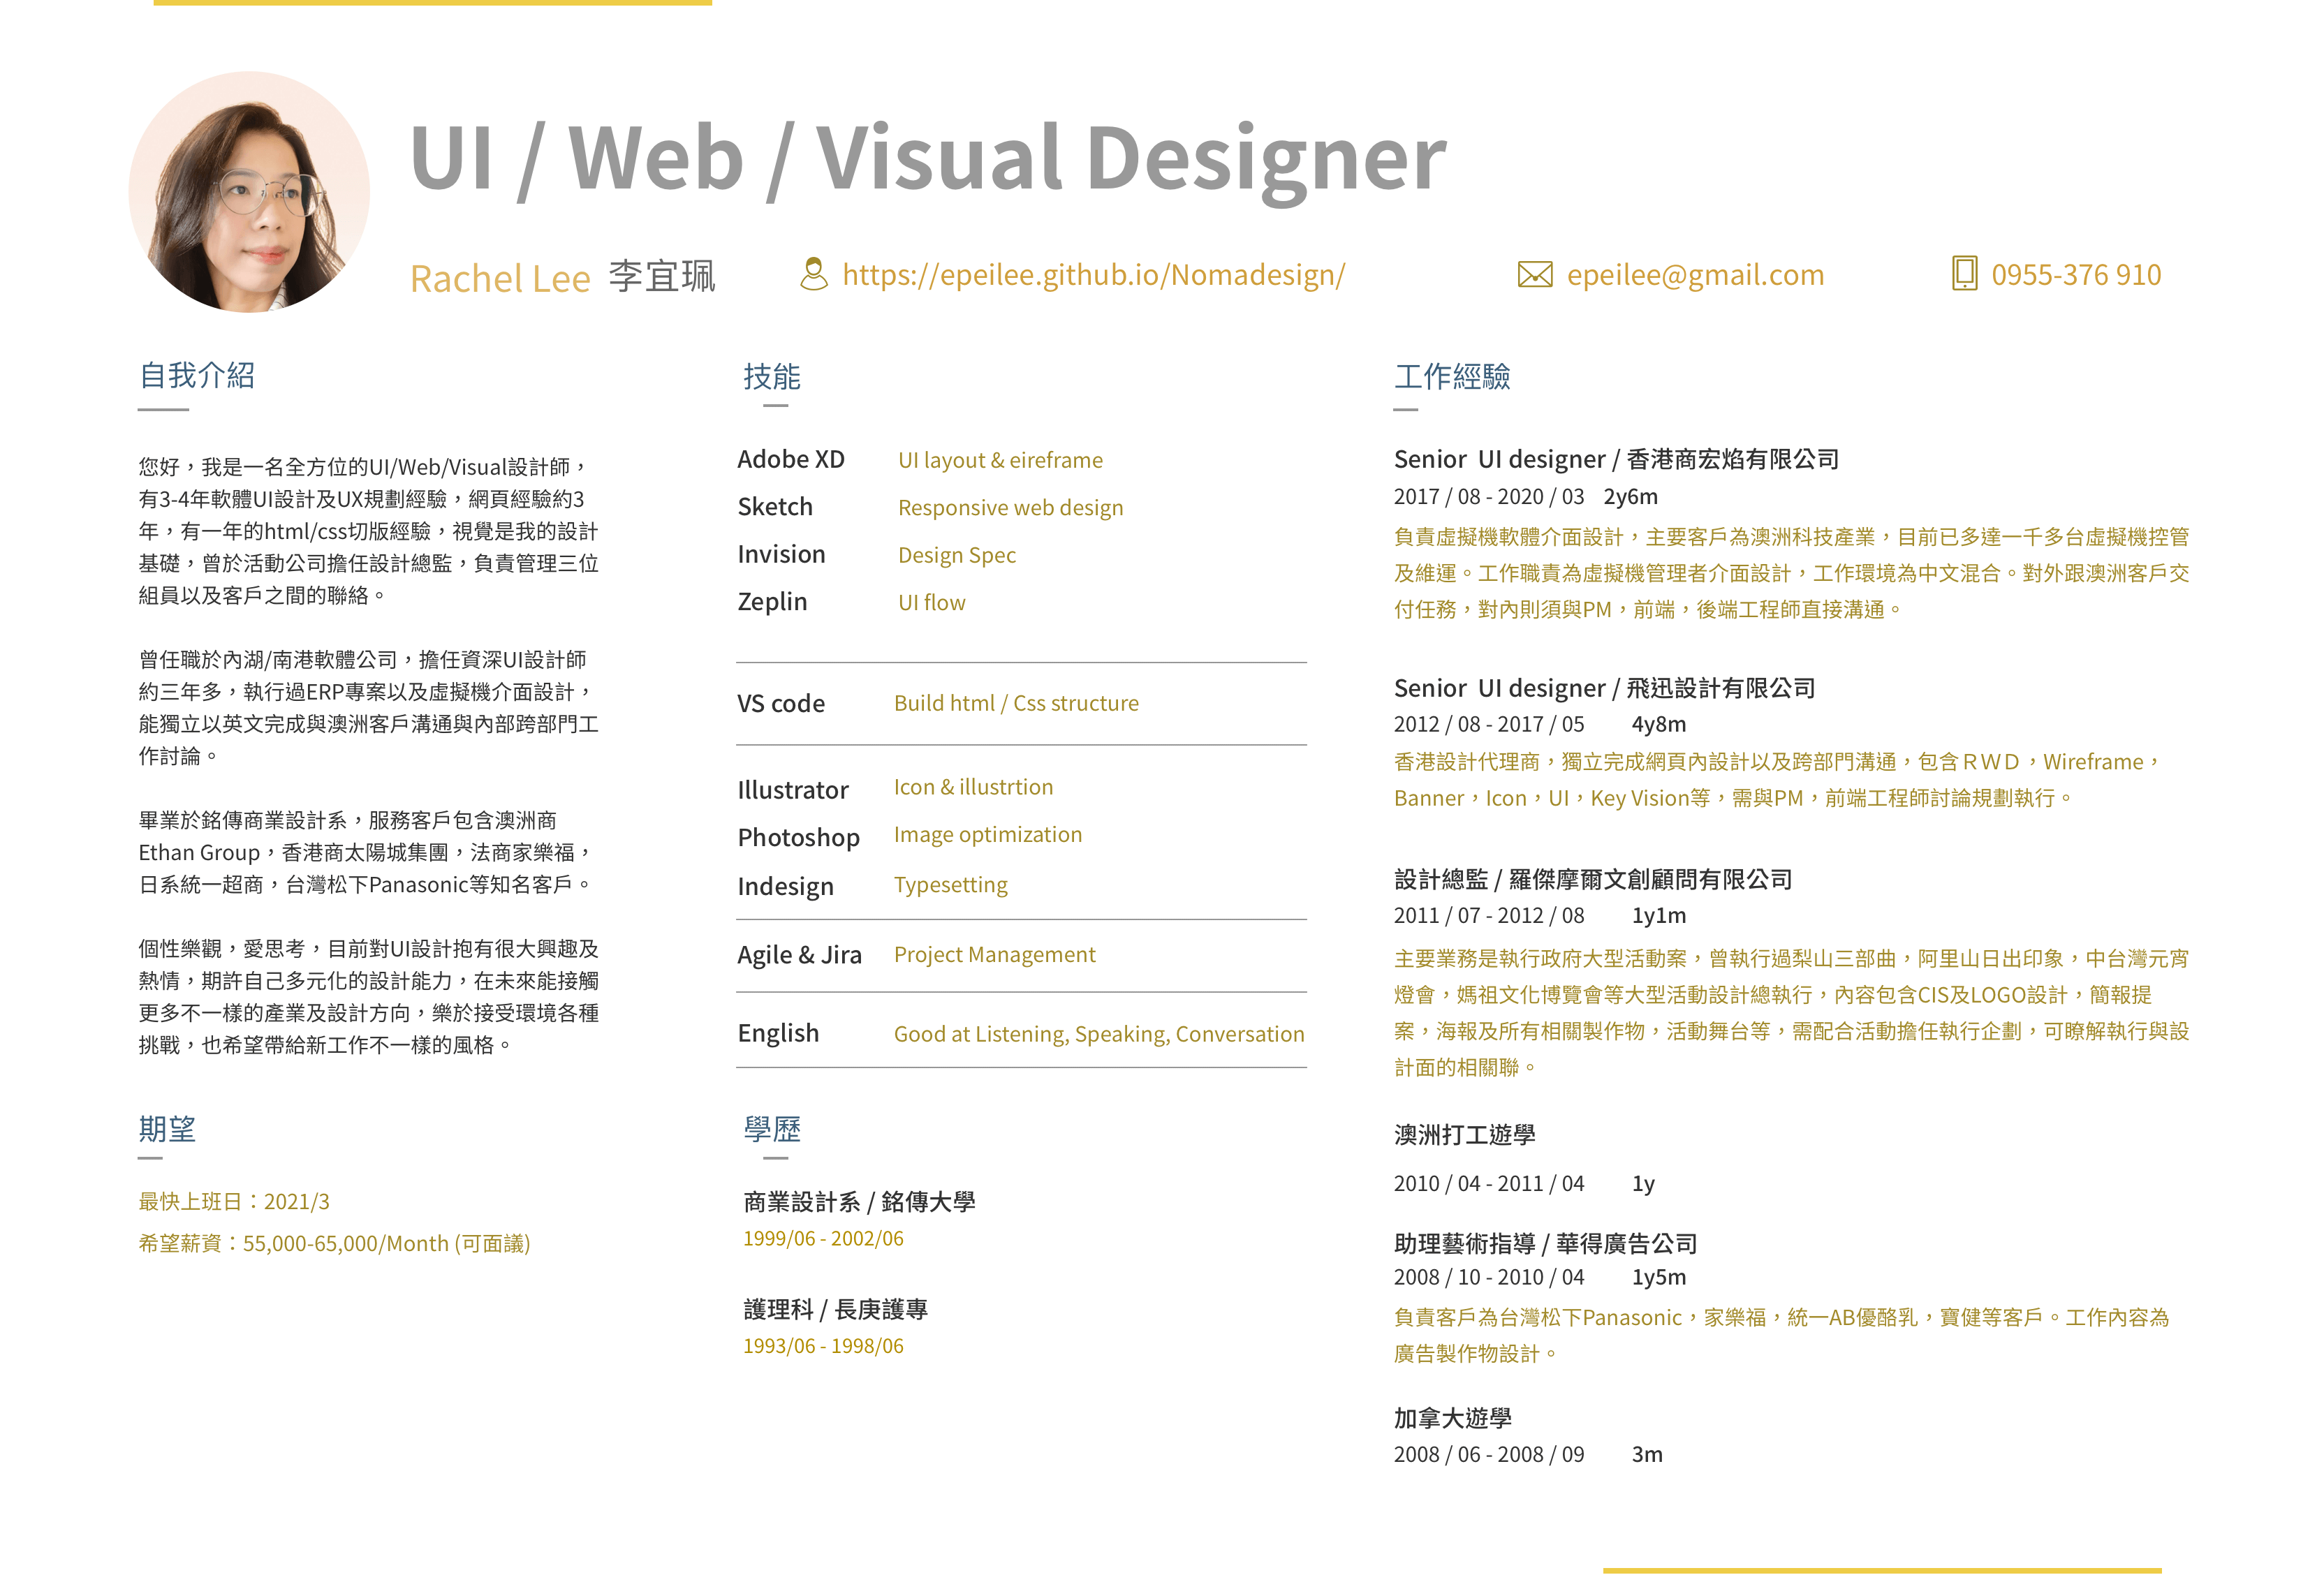 UI / Web / Visual Designer
Rachel Lee 李宜珮
https://epeilee.github.io/Nomadesign/
epeilee@gmail.com
0955-376 910
自我介紹
您好，我是一名全方位的UI/Web/Visual設計師，
有3-4年軟體UI設計及UX規劃經驗，網頁經驗約3
年，有一年的html/css切版經驗，視覺是我的設計
基礎，曾於活動公司擔任設計總監，負責管理三位
組員以及客戶之間的聯絡。
曾任職於內湖/南港軟體公司，擔任資深UI設計師
約三年多，執行過ERP專案以及虛擬機介面設計，
能獨立以英文完成與澳洲客戶溝通與內部跨部門工
作討論。
畢業於銘傳商業設計系，服務客戶包含澳洲商
Ethan Group，香港商太陽城集團，法商家樂福，
日系統一超商，台灣松下Panasonic等知名客戶。
個性樂觀，愛思考，目前對UI設計抱有很大興趣及
熱情，期許自己多元化的設計能力，在未來能接觸
更多不一樣的產業及設計方向，樂於接受環境各種
挑戰，也希望帶給新工作不一樣的風格。
期望
最快上班日：2021/3
希望薪資：55,000-65,000/Month (可面議)
技能
Adobe XD UI layout & eireframe
Sketch Responsive web design
Invision Design Spec
Zeplin UI flow
VS code Build html / Css structure
Illustrator Icon & illustrtion
Photoshop Image optimization
Indesign Typesetting
Agile & Jira Project Management
English Good at Listening, Speaking, Conversation
學歷
商業設計系 / 銘傳大學
1999/06 - 2002/06
護理科 / 長庚護專
1993/06 - 1998/06
工作經驗
Senior UI designer / 香港商宏焰有限公司
2017 / 08 - 2020 / 03 2y6m
負責虛擬機軟體介面設計，主要客戶為澳洲科技產業，目前已多達一千多台虛擬機控管
及維運。工作職責為虛擬機管理者介面設計，工作環境為中文混合。對外跟澳洲客戶交
付任務，對內則須與PM，前端，後端工程師直接溝通。
Senior UI designer / 飛迅設計有限公司
2012 / 08 - 2017 / 05 4y8m
香港設計代理商，獨立完成網頁內設計以及跨部門溝通，包含ＲＷＤ，Wireframe，
Banner，Icon，UI，Key Vision等，需與PM，前端工程師討論規劃執行。
設計總監 / 羅傑摩爾文創顧問有限公司
2011 / 07 - 2012 / 08 1y1m
主要業務是執行政府大型活動案，曾執行過梨山三部曲，阿里山日出印象，中台灣元宵
燈會，媽祖文化博覽會等大型活動設計總執行，內容包含CIS及LOGO設計，簡報提
案，海報及所有相關製作物，活動舞台等，需配合活動擔任執行企劃，可瞭解執行與設
計面的相關聯。
澳洲打工遊學
2010 / 04 - 2011 / 04 1y
助理藝術指導 / 華得廣告公司
2008 / 10 - 2010 / 04 1y5m
負責客戶為台灣松下Panasonic，家樂福，統一AB優酪乳，寶健等客戶。工作內容為
廣告製作物設計。
加拿大遊學
2008 / 06 - 2008 / 09 3m